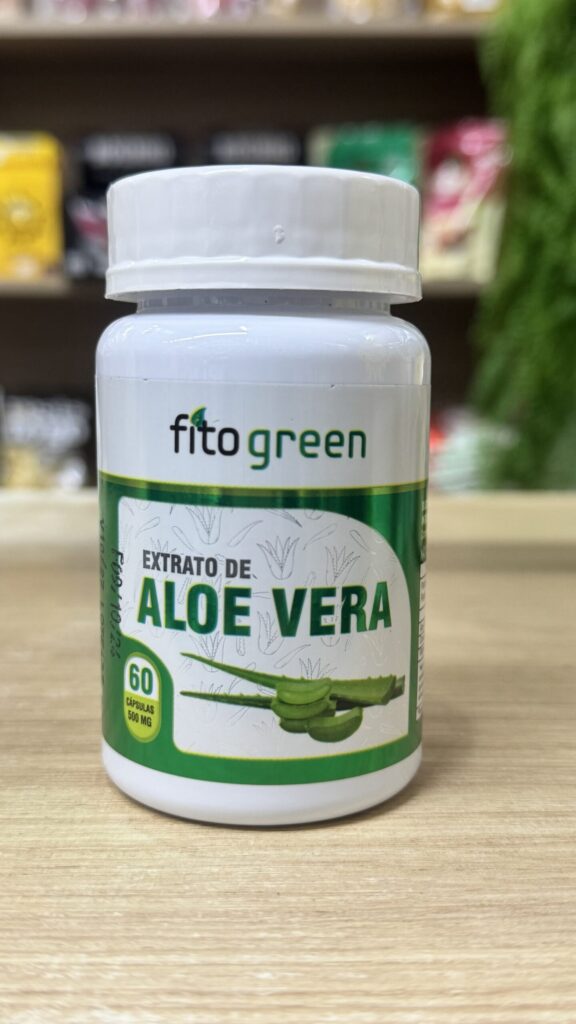 fitogreen
EXTRATO DE
ALOE VERA
60
CÁPSULAS
500 MG